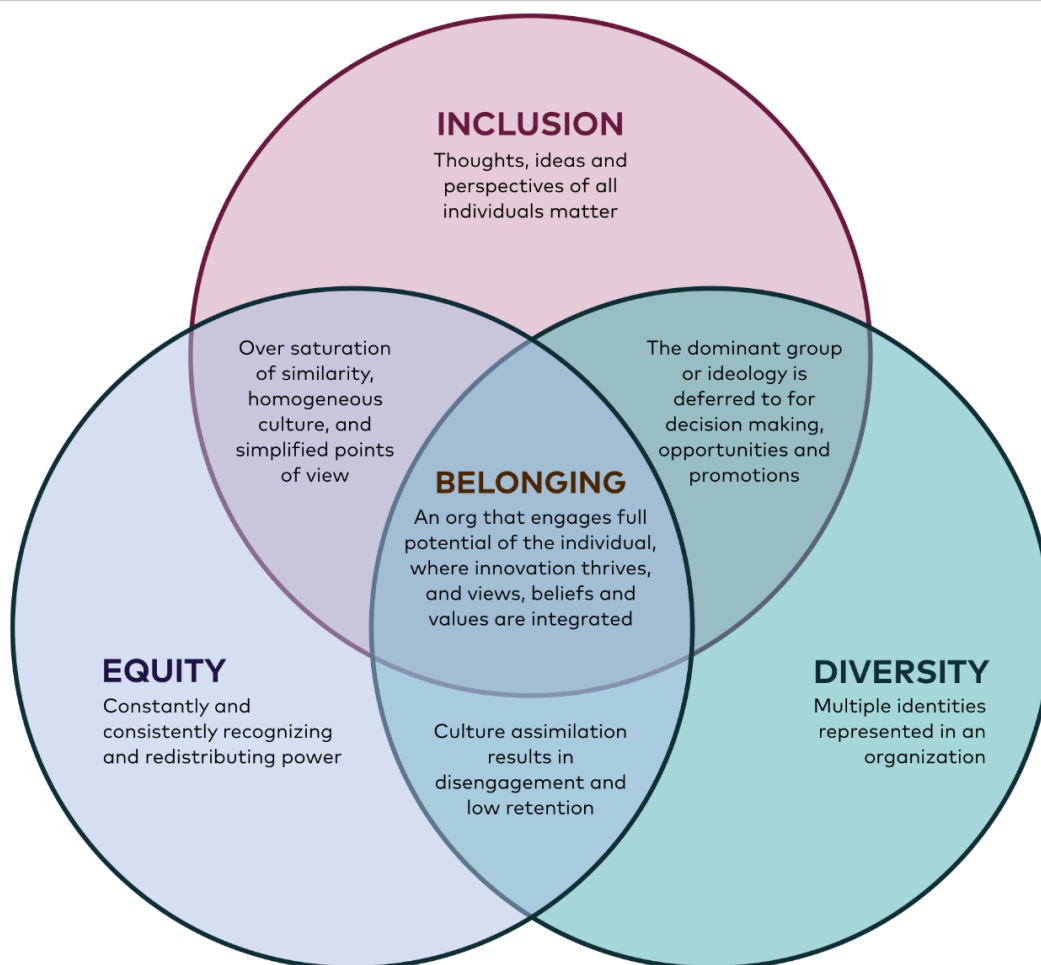 INCLUSION
Thoughts, ideas and
perspectives of all
individuals matter
Over saturation
of similarity,
homogeneous
culture, and
simplified points
of view
The dominant group
or ideology is
deferred to for
decision making,
opportunities and
promotions
BELONGING
An org that engages full
potential of the individual,
where innovation thrives,
and views, beliefs and
values are integrated
EQUITY
Constantly and
consistently recognizing
and redistributing power
DIVERSITY
Multiple identities
represented in an
organization
Culture assimilation
results in
disengagement and
low retention